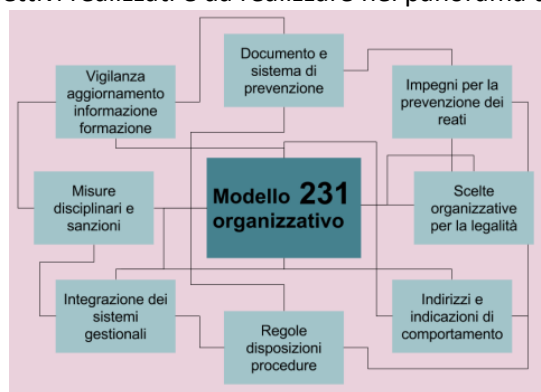 Documento e
sistema di
prevenzione
Vigilanza
aggiornamento
informazione
formazione
Impegni per la
prevenzione dei
reati
Misure
disciplinari e
sanzioni
Modello 231
organizzativo
Scelte
organizzative
per la legalità
Integrazione dei
sistemi
gestionali
Regole
disposizioni
procedure
Indirizzi e
indicazioni di
comportamento